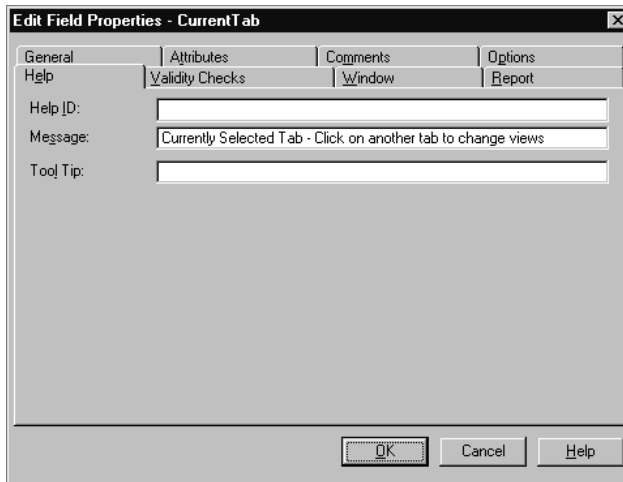 Edit Field Properties - CurrentTab
General Attributes Comments Options
Help Validity Checks Window Report
Help ID:
Message: Currently Selected Tab - Click on another tab to change views
Tool Tip:
OK Cancel Help